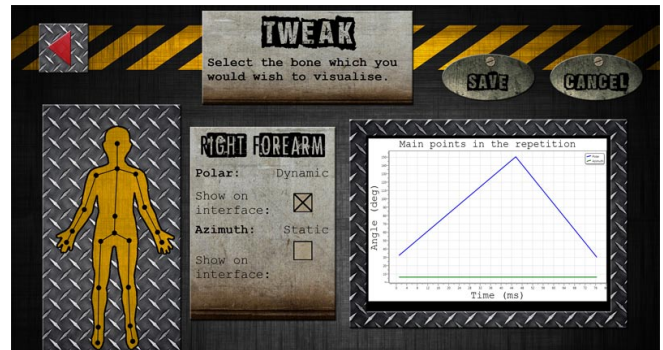 TWEAK
Select the bone which you
would wish to visualise.
SAVE
CANCEL
RIGHT FOREARM
Polar: Dynamic
Show on
interface:
Azimuth: Static
Show on
interface:
Main points in the repetition
Angle (deg)
Time (ms)